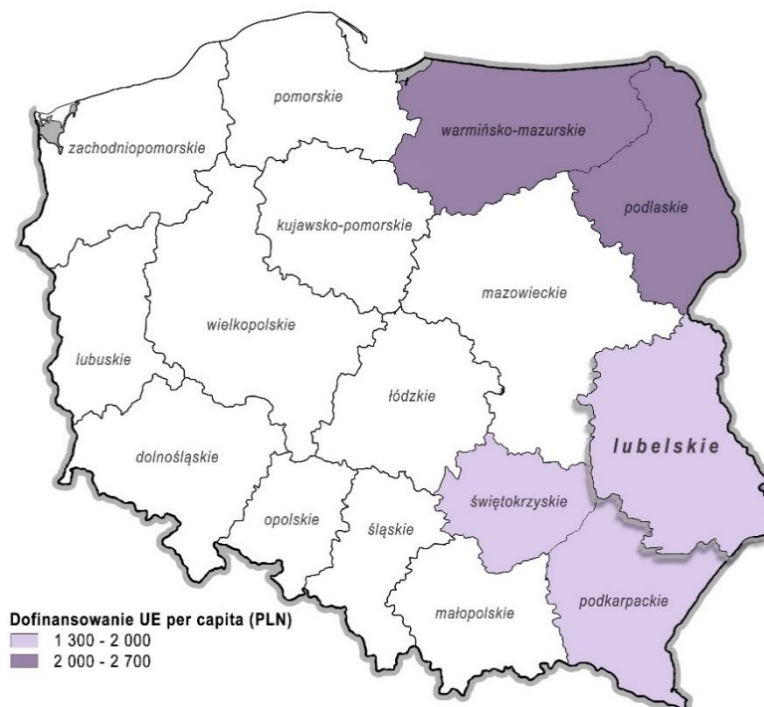 pomorskie
warmińsko-mazurskie
zachodniopomorskie
podlaskie
kujawsko-pomorskie
mazowieckie
wielkopolskie
lubuskie
łódzkie
lubelskie
dolnośląskie
świętokrzyskie
opolskie
śląskie
podkarpackie
małopolskie
Dofinansowanie UE per capita (PLN)
1 300 - 2 000
2 000 - 2 700